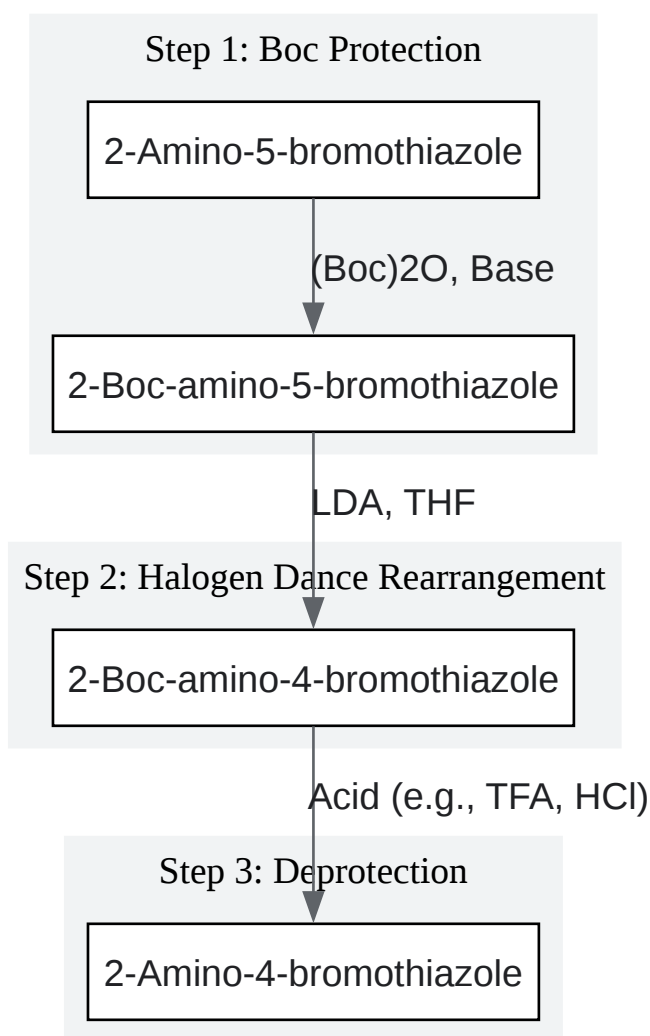 Step 1: Boc Protection
2-Amino-5-bromothiazole
(Boc)2O, Base
2-Boc-amino-5-bromothiazole
LDA, THF
Step 2: Halogen Dance Rearrangement
2-Boc-amino-4-bromothiazole
Acid (e.g., TFA, HCl)
Step 3: Deprotection
2-Amino-4-bromothiazole